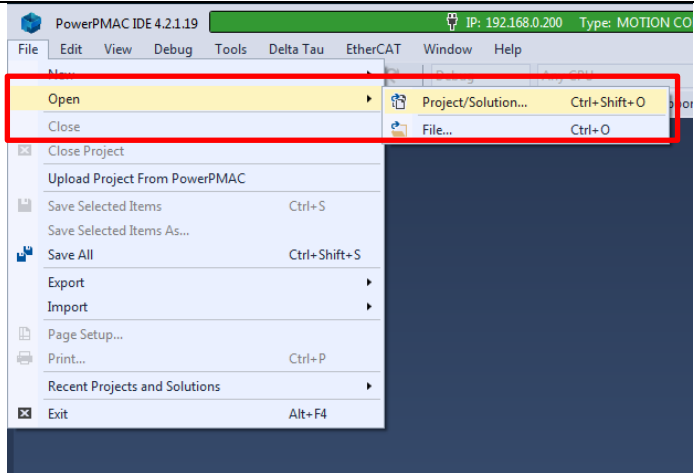 PowerPMAC IDE 4.2.1.19 IP: 192.168.0.200 Type: MOTION CO
File Edit View Debug Tools Delta Tau EtherCAT Window Help
New Debug Any CPU
Open Project/Solution... Ctrl+Shift+O
Close File... Ctrl+O
Close Project
Upload Project From PowerPMAC
Save Selected Items Ctrl+S
Save Selected Items As...
Save All Ctrl+Shift+S
Export
Import
Page Setup...
Print... Ctrl+P
Recent Projects and Solutions
Exit Alt+F4